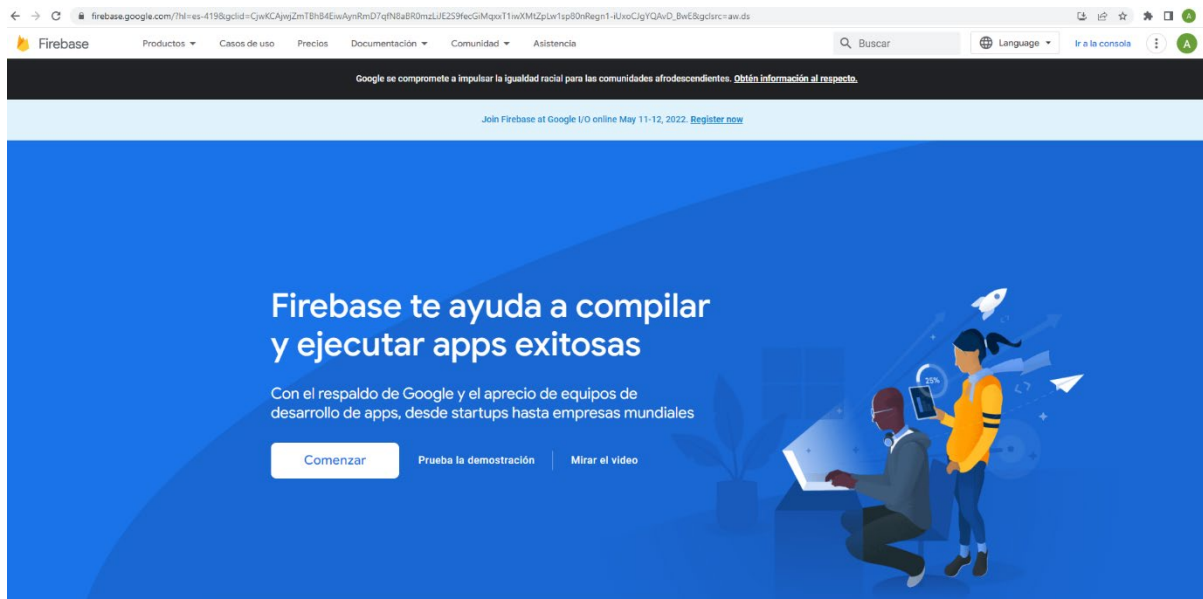 firebase.google.com/?hl=es-419&gclid=CjwKCAjwjZmTBhB4EiwAynRmD7qfN8aBR0mzLiJE2S9fecGiMqxxT1iwXMtZpLw1sp80nRegn1-iUxoCJgYQAvD_BwE&gclsrc=aw.ds
Firebase Productos Casos de uso Precios Documentación Comunidad Asistencia Buscar Language Ir a la consola A
Google se compromete a impulsar la igualdad racial para las comunidades afrodescendientes. Obtén información al respecto.
Join Firebase at Google I/O online May 11-12, 2022. Register now
Firebase te ayuda a compilar
y ejecutar apps exitosas
Con el respaldo de Google y el aprecio de equipos de
desarrollo de apps, desde startups hasta empresas mundiales
Comenzar Prueba la demostración Mirar el video
25%